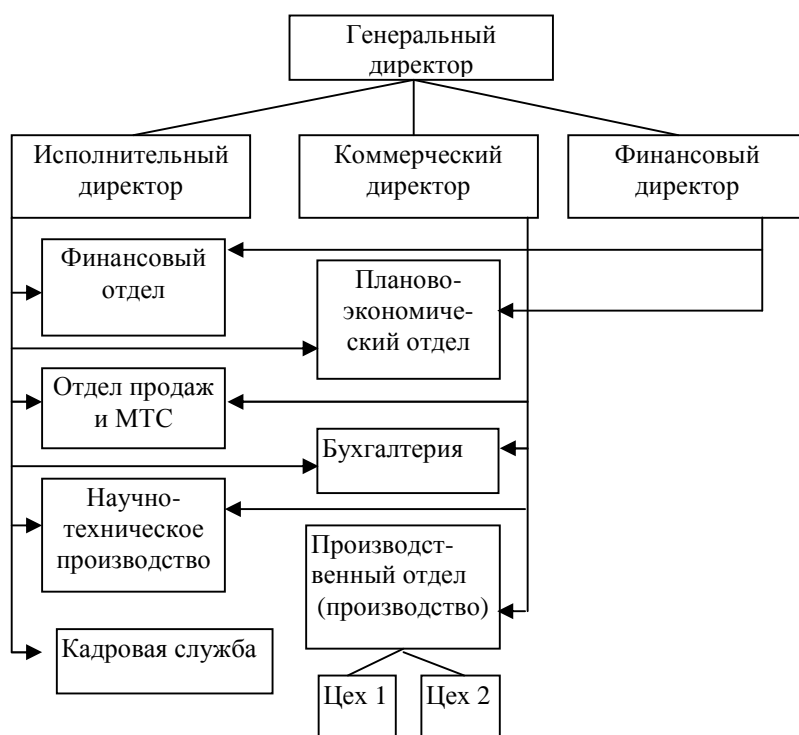 Генеральный
директор
Исполнительный
директор
Коммерческий
директор
Финансовый
директор
Финансовый
отдел
Планово-
экономиче-
ский отдел
Отдел продаж
и МТС
Бухгалтерия
Научно-
техническое
производство
Производст-
венный отдел
(производство)
Кадровая служба
Цех 1
Цех 2